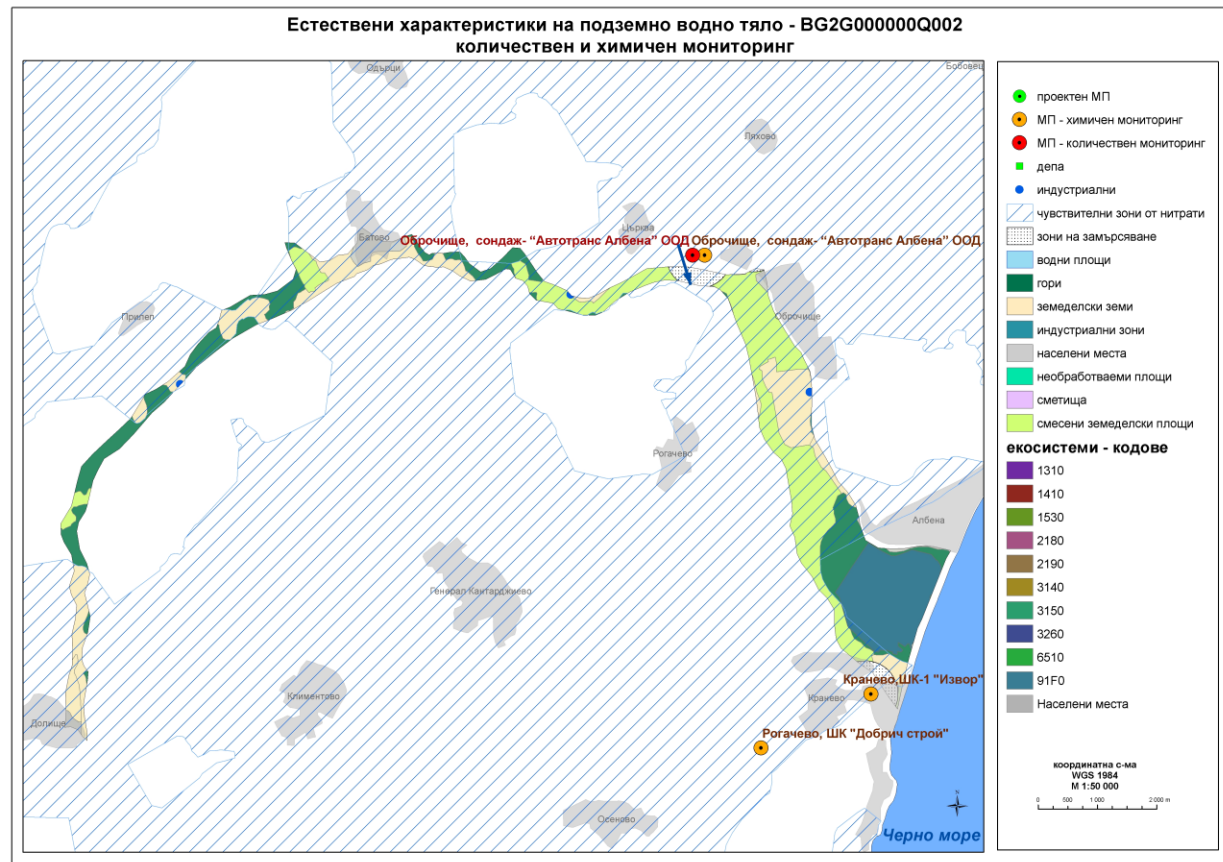 Естествени характеристики на подземно водно тяло - BG2G000000Q002
количествен и химичен мониторинг
Одърци
Бобовец
Ляхово
Църква
Батово
Оброчище, сондаж- “Автотранс Албена” ООД
Оброчище, сондаж- “Автотранс Албена” ООД
Прилеп
Оброчище
Рогачево
Албена
Генерал Кантарджиево
Климентово
Долище
Кранево,ШК-1 "Извор"
Кранево
Рогачево, ШК "Добрич строй"
Осеново
Черно море
N
проектен МП
МП - химичен мониторинг
МП - количествен мониторинг
депа
индустриални
чувствителни зони от нитрати
зони на замърсяване
водни площи
гори
земеделски земи
индустриални зони
населени места
необработваеми площи
сметища
смесени земеделски площи
екосистеми - кодове
1310
1410
1530
2180
2190
3140
3150
3260
6510
91F0
Населени места
координатна с-ма
WGS 1984
М 1:50 000
0 500 1 000 2 000 m